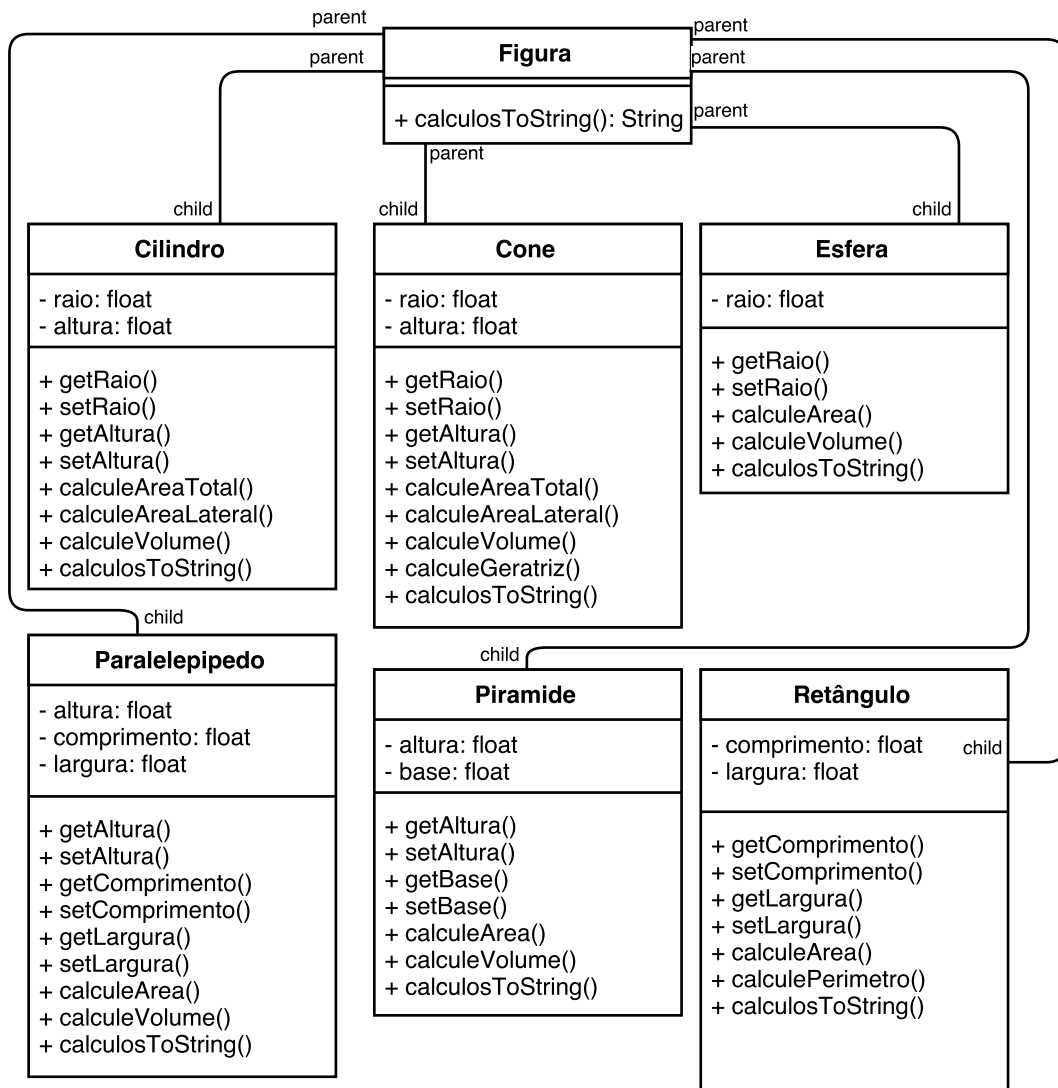 parent
parent
Figura
+ calculosToString(): String
parent
parent
parent
parent
child
child
child
Cilindro
- raio: float
- altura: float
+ getRaio()
+ setRaio()
+ getAltura()
+ setAltura()
+ calculeAreaTotal()
+ calculeAreaLateral()
+ calculeVolume()
+ calculosToString()
Cone
- raio: float
- altura: float
+ getRaio()
+ setRaio()
+ getAltura()
+ setAltura()
+ calculeAreaTotal()
+ calculeAreaLateral()
+ calculeVolume()
+ calculeGeratriz()
+ calculosToString()
Esfera
- raio: float
+ getRaio()
+ setRaio()
+ calculeArea()
+ calculeVolume()
+ calculosToString()
child
Paralelepipedo
- altura: float
- comprimento: float
- largura: float
+ getAltura()
+ setAltura()
+ getComprimento()
+ setComprimento()
+ getLargura()
+ setLargura()
+ calculeArea()
+ calculeVolume()
+ calculosToString()
child
Piramide
- altura: float
- base: float
+ getAltura()
+ setAltura()
+ getBase()
+ setBase()
+ calculeArea()
+ calculeVolume()
+ calculosToString()
Retângulo
- comprimento: float
- largura: float
child
+ getComprimento()
+ setComprimento()
+ getLargura()
+ setLargura()
+ calculeArea()
+ calculePerimetro()
+ calculosToString()